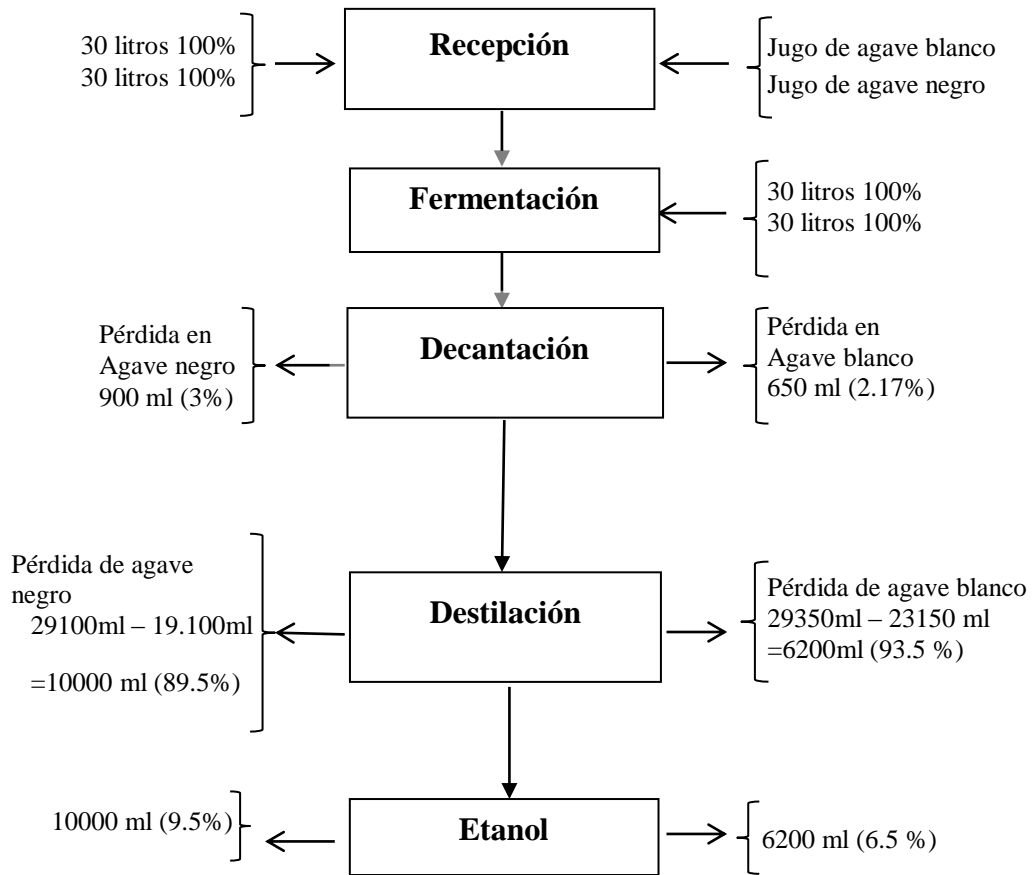 30 litros 100%
30 litros 100%
Recepción
Jugo de agave blanco
Jugo de agave negro
Fermentación
30 litros 100%
30 litros 100%
Pérdida en
Agave negro
900 ml (3%)
Decantación
Pérdida en
Agave blanco
650 ml (2.17%)
Pérdida de agave
negro
29100ml – 19.100ml
=10000 ml (89.5%)
Destilación
Pérdida de agave blanco
29350ml – 23150 ml
=6200ml (93.5 %)
10000 ml (9.5%)
Etanol
6200 ml (6.5 %)